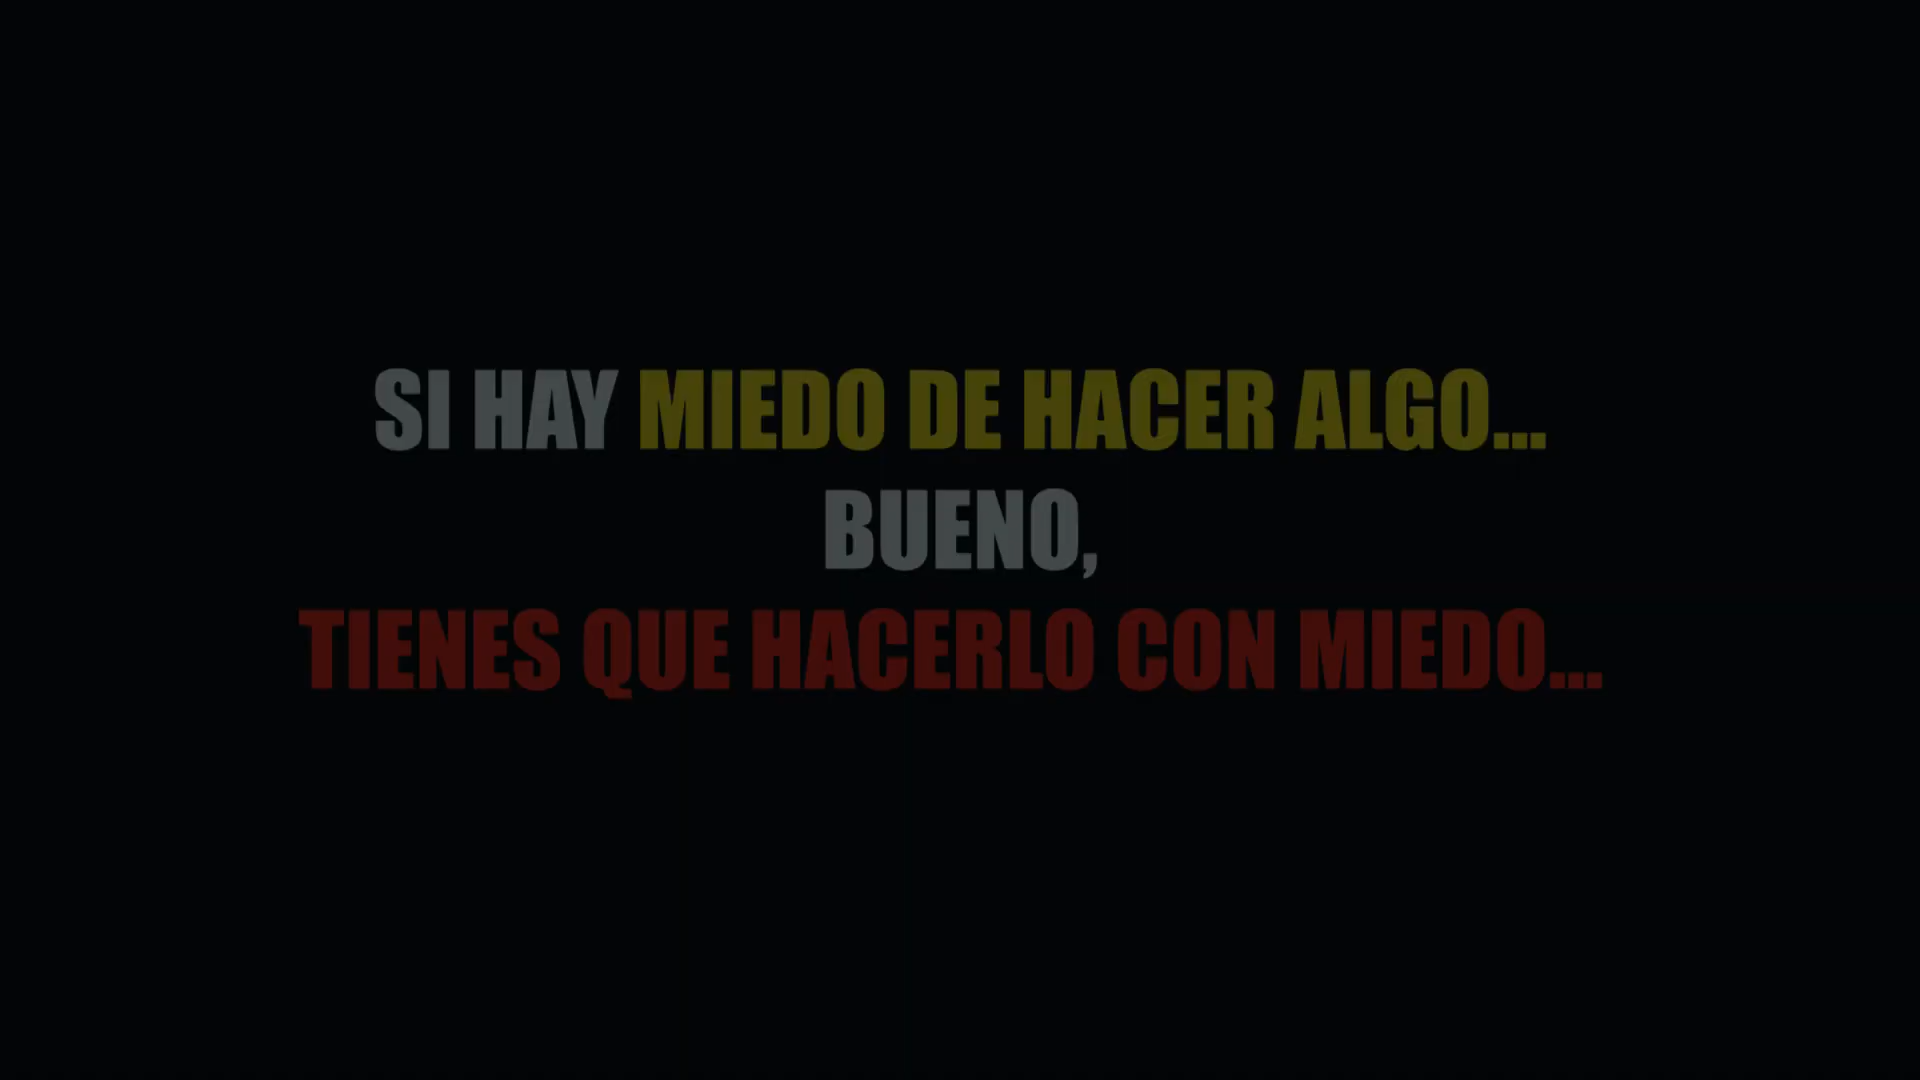 SI HAY MIEDO DE HACER ALGO...
BUENO,
TIENES QUE HACERLO CON MIEDO...